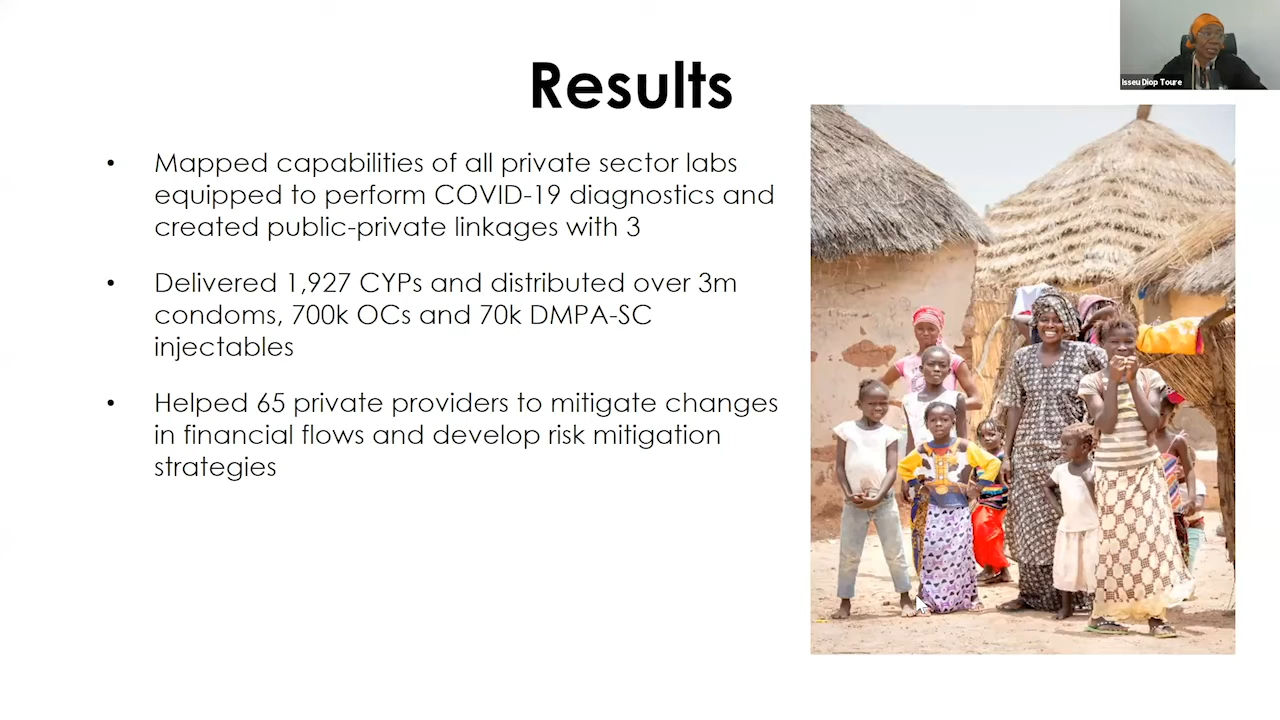 Results
Isseu Diop Toure
• Mapped capabilities of all private sector labs
equipped to perform COVID-19 diagnostics and
created public-private linkages with 3
• Delivered 1,927 CYPs and distributed over 3m
condoms, 700k OCs and 70k DMPA-SC
injectables
• Helped 65 private providers to mitigate changes
in financial flows and develop risk mitigation
strategies